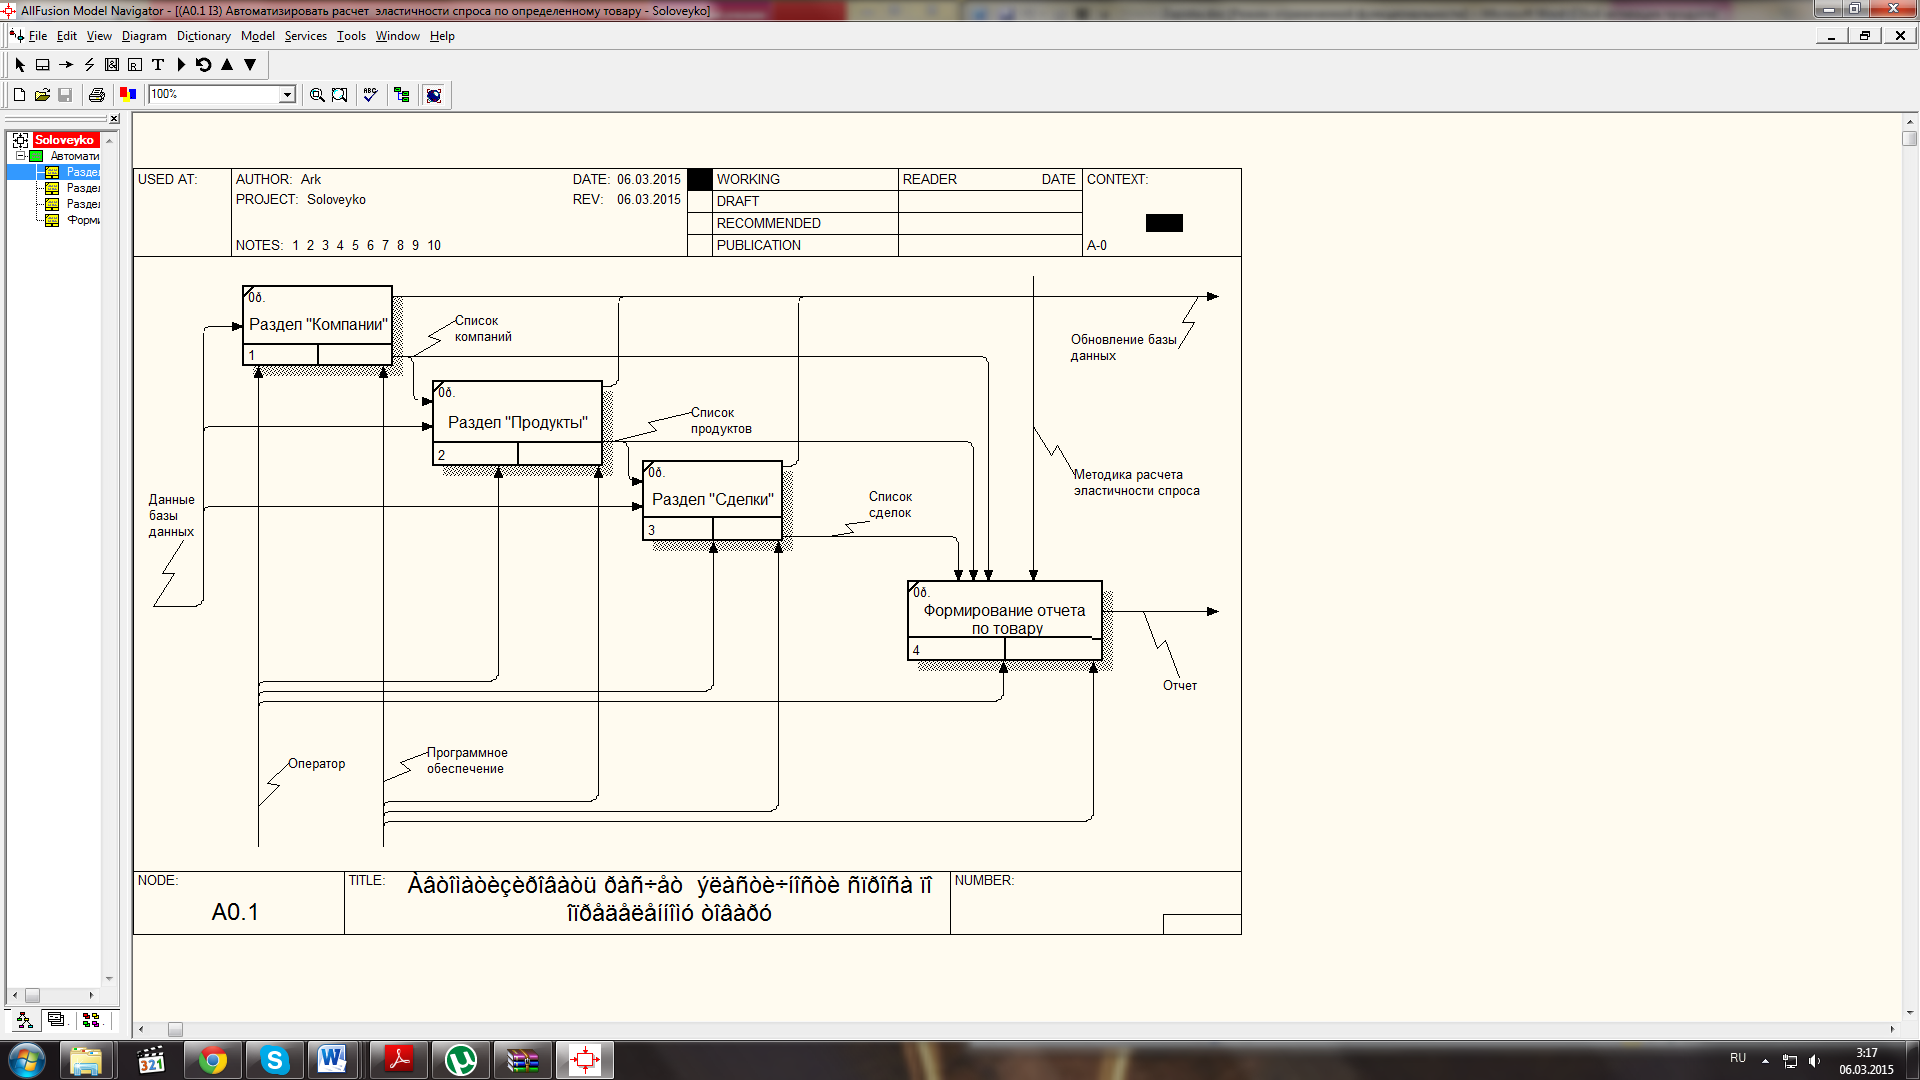 AllFusion Model Navigator - [(A0.1 I3) Автоматизировать расчет  эластичности спроса по определенному товару - Soloveyko]
File Edit View Diagram Dictionary Model Services Tools Window Help
100%
Soloveyko
Автомати
Раздел
Раздел
Раздел
Форми
USED AT:
AUTHOR: Ark
DATE: 06.03.2015
PROJECT: Soloveyko
REV: 06.03.2015
NOTES: 1 2 3 4 5 6 7 8 9 10
WORKING
DRAFT
RECOMMENDED
PUBLICATION
READER
DATE
CONTEXT:
A-0
0ð.
Раздел "Компании"
1
Список
компаний
Обновление базы
данных
0ð.
Раздел "Продукты"
2
Список
продуктов
0ð.
Раздел "Сделки"
3
Список
сделок
Методика расчета
эластичности спроса
Данные
базы
данных
0ð.
Формирование отчета
по товару
4
Отчет
Оператор
Программное
обеспечение
NODE:
A0.1
TITLE:
Àâòîìàòèçèðîâàòü ðàñ÷åò  ýëàñòè÷íîñòè ñïðîñà ïî
îïðåäåëåííîìó òîâàðó
NUMBER:
RU
3:17
06.03.2015